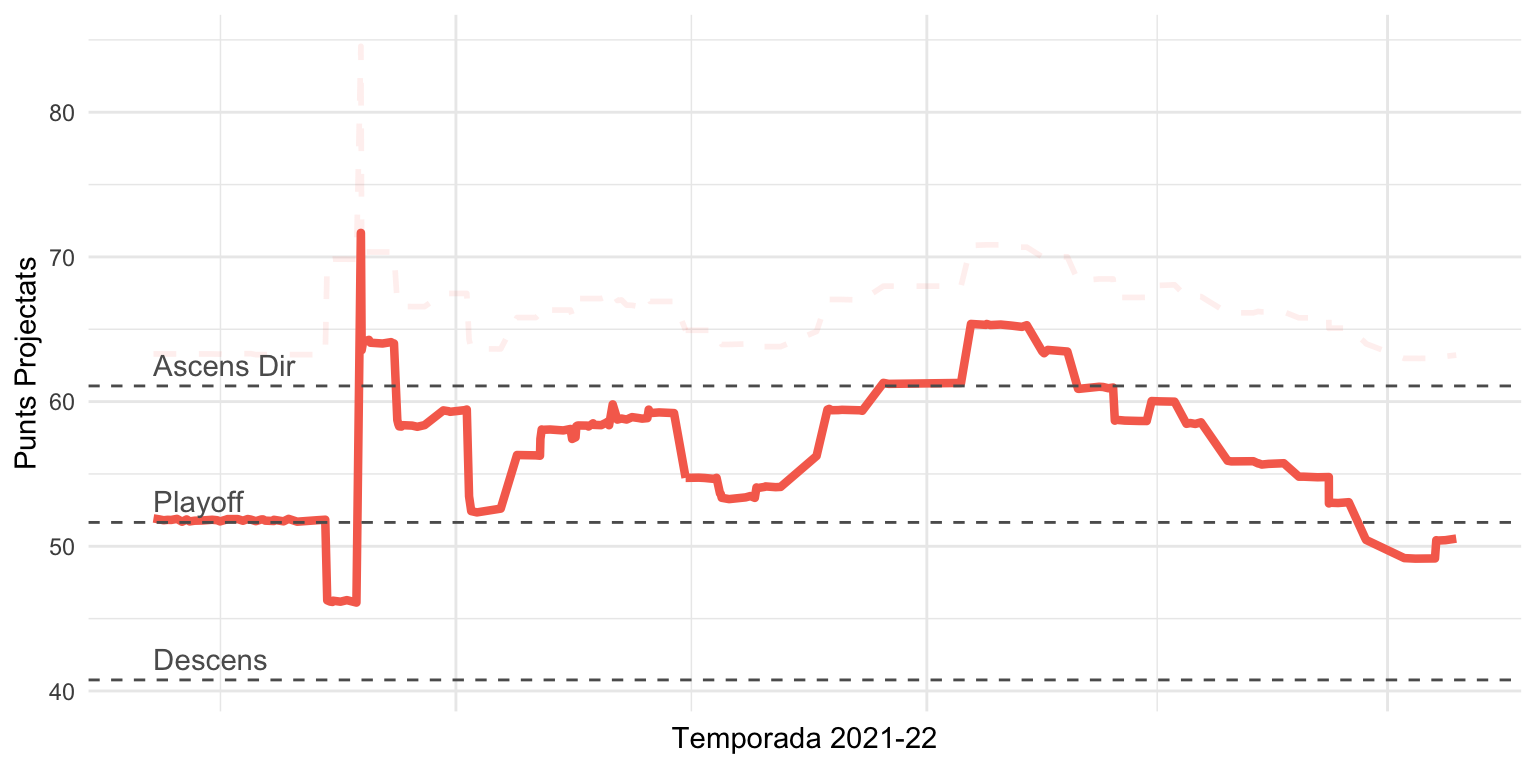 80
70
60
50
40
Punts Projectats
Ascens Dir
Playoff
Descens
Temporada 2021-22